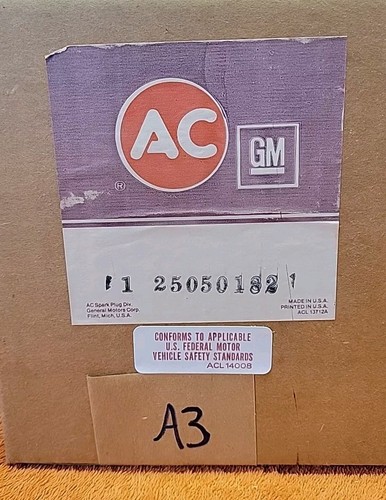 AC
GM
®
1 25050182
AC Spark Plug Div.
General Motors Corp.
Flint, Mich, U.S.A.
MADE IN U.S.A.
PRINTED IN U.S.A.
ACL 13712A
CONFORMS TO APPLICABLE
U.S. FEDERAL MOTOR
VEHICLE SAFETY STANDARDS
ACL 14008
A3